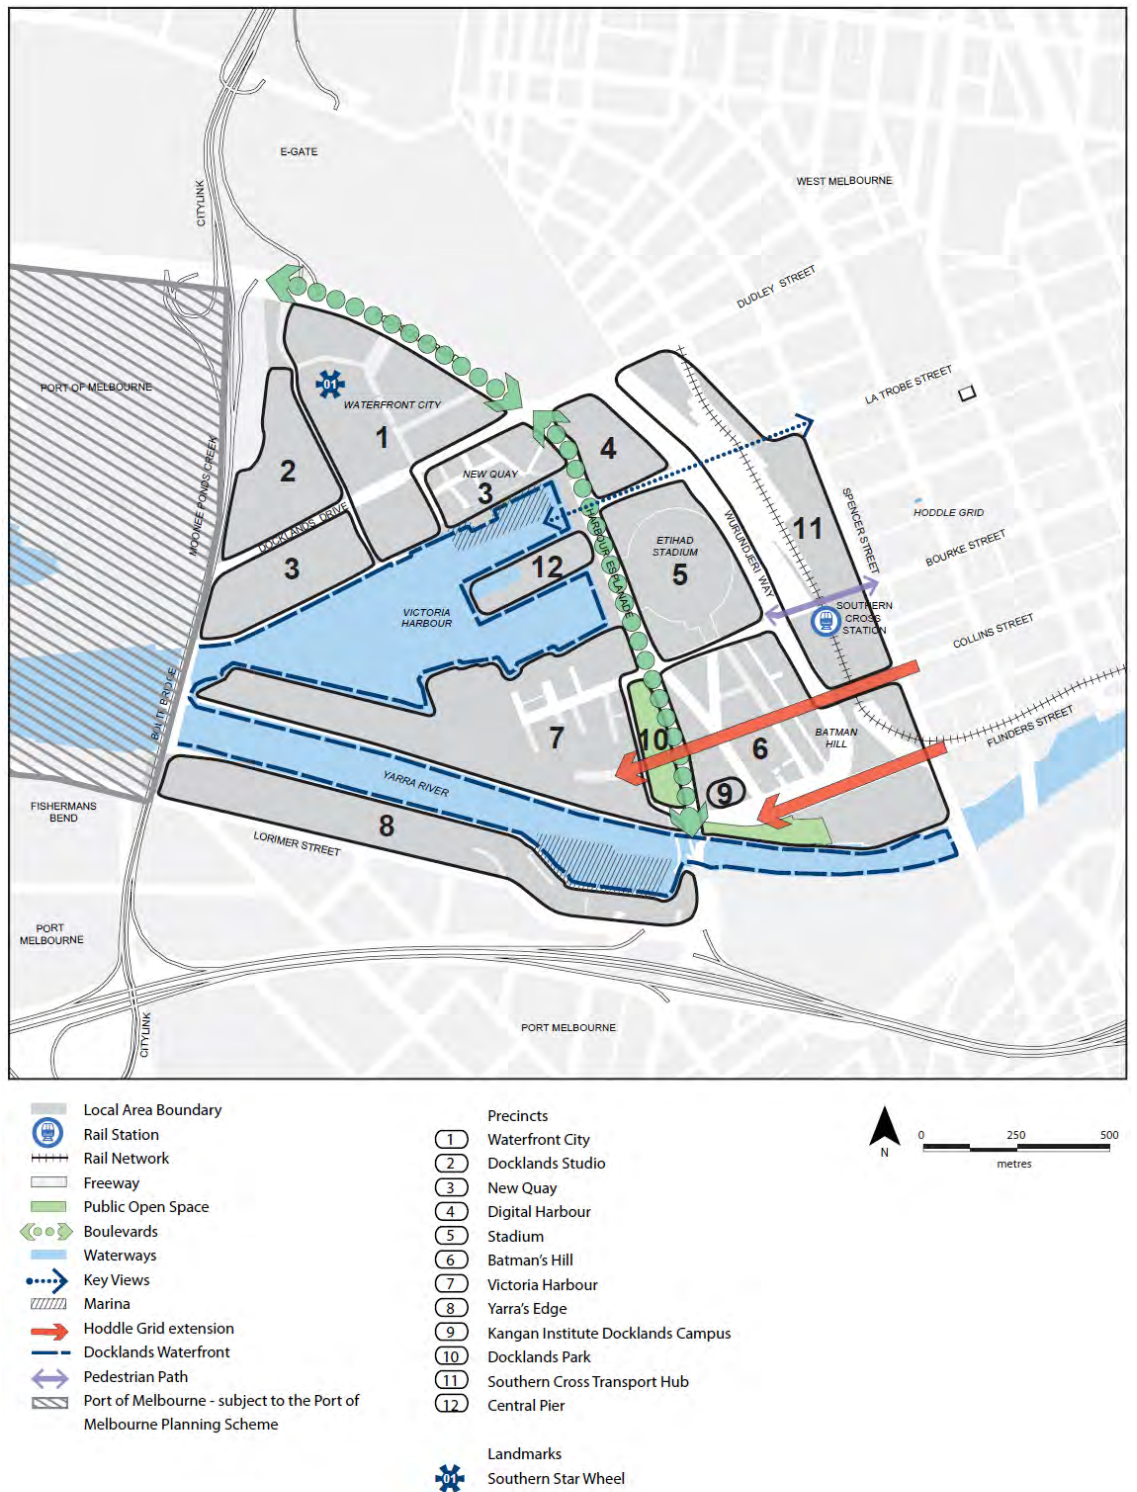 E-GATE
WEST MELBOURNE
CITYLINK
DUDLEY STREET
PORT OF MELBOURNE
01
WATERFRONT CITY
1
LA TROBE STREET
2
4
NEW QUAY
3
MOONEE PONDS CREEK
DOCKLANDS DRIVE
HARBOUR ESPLANADE
WURUNDJERI WAY
SPENCER STREET
HODDLE GRID
11
ETIHAD
STADIUM
5
BOURKE STREET
3
12
VICTORIA
HARBOUR
SOUTHERN
CROSS
STATION
COLLINS STREET
BOLTE BRIDGE
7
10
6
BATMAN
HILL
FLINDERS STREET
YARRA RIVER
9
FISHERMANS
BEND
8
LORIMER STREET
PORT
MELBOURNE
CITYLINK
PORT MELBOURNE
Local Area Boundary
Rail Station
Rail Network
Freeway
Public Open Space
Boulevards
Waterways
Key Views
Marina
Hoddle Grid extension
Docklands Waterfront
Pedestrian Path
Port of Melbourne - subject to the Port of
Melbourne Planning Scheme
Precincts
1 Waterfront City
2 Docklands Studio
3 New Quay
4 Digital Harbour
5 Stadium
6 Batman's Hill
7 Victoria Harbour
8 Yarra's Edge
9 Kangan Institute Docklands Campus
10 Docklands Park
11 Southern Cross Transport Hub
12 Central Pier
Landmarks
01 Southern Star Wheel
N
0 250 500
metres